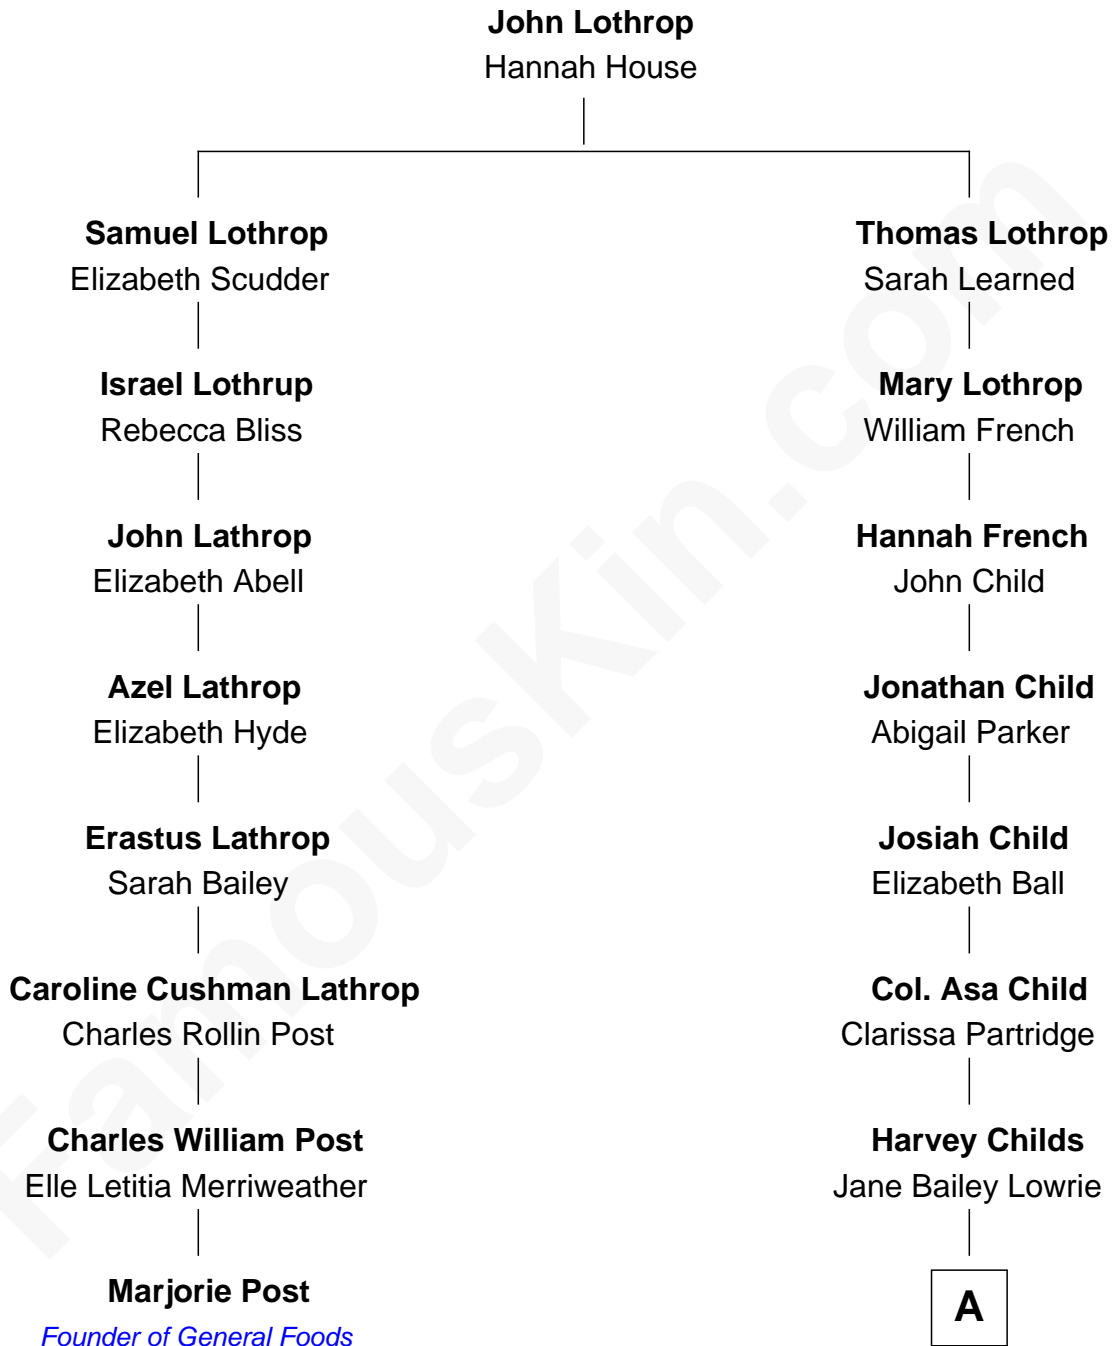 John Lothrop
Hannah House
Samuel Lothrop
Elizabeth Scudder
Thomas Lothrop
Sarah Learned
Israel Lothrup
Rebecca Bliss
Mary Lothrop
William French
John Lathrop
Elizabeth Abell
Hannah French
John Child
Azel Lathrop
Elizabeth Hyde
Jonathan Child
Abigail Parker
Erastus Lathrop
Sarah Bailey
Josiah Child
Elizabeth Ball
Caroline Cushman Lathrop
Charles Rollin Post
Col. Asa Child
Clarissa Partridge
Charles William Post
Elle Letitia Merriweather
Harvey Childs
Jane Bailey Lowrie
Marjorie Post
Founder of General Foods
A
FamousKin.com